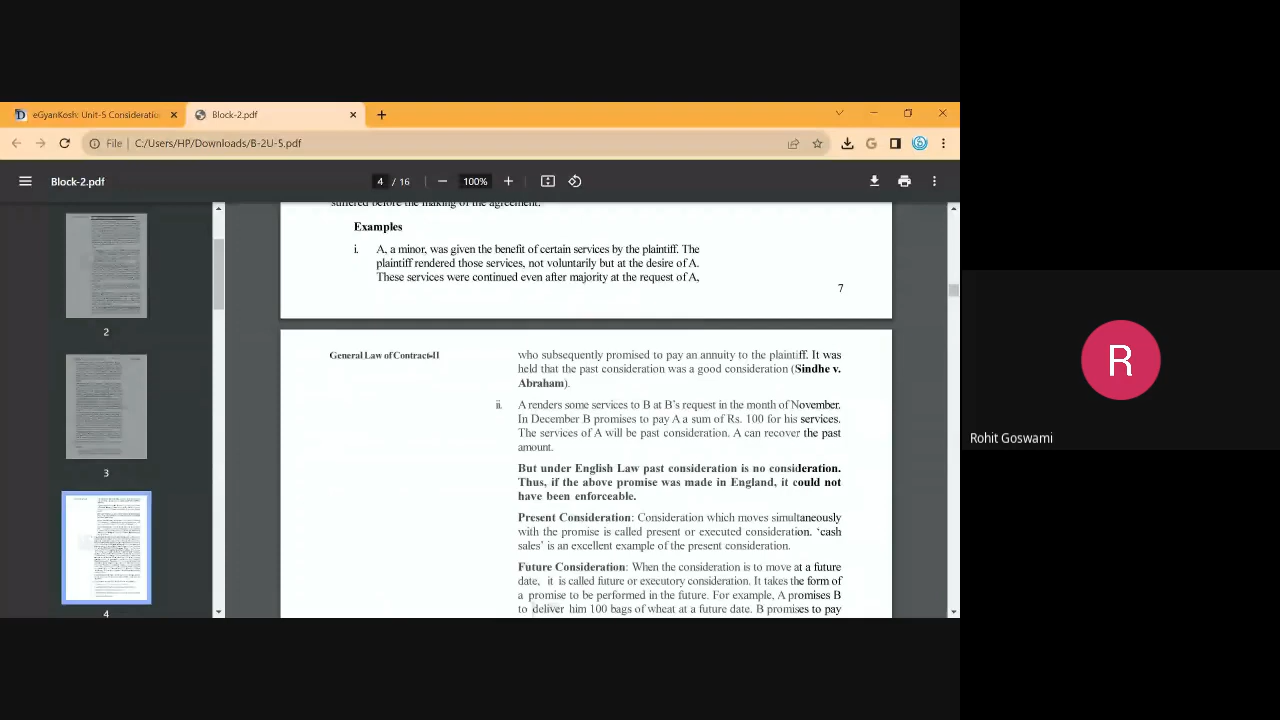 eGyanKosh: Unit-5 Consideratio
Block-2.pdf
File
C:/Users/HP/Downloads/B-2U-5.pdf
Block-2.pdf
4 / 16
100%
suffered before the making of the agreement.
Examples
i. A, a minor, was given the benefit of certain services by the plaintiff. The
plaintiff rendered those services, not voluntarily but at the desire of A.
These services were continued even after majority at the request of A,
7
General Law of Contract-II
who subsequently promised to pay an annuity to the plaintiff. It was
held that the past consideration was a good consideration (Sindhe v.
Abraham).
ii. A renders some services to B at B's request in the month of November.
In December B promises to pay A a sum of Rs. 100 for his services.
The services of A will be past consideration. A can recover the past
amount.
But under English Law past consideration is no consideration.
Thus, if the above promise was made in England, it could not
have been enforceable.
Present Consideration: Consideration which moves simultaneously
with the promise is called present or executed consideration. 'cash
sales' is an excellent example of the present consideration.
Future Consideration: When the consideration is to move at a future
date, it is called future or executory consideration. It takes the form of
a promise to be performed in the future. For example, A promises B
to deliver him 100 bags of wheat at a future date. B promises to pay
2
3
4
R
Rohit Goswami